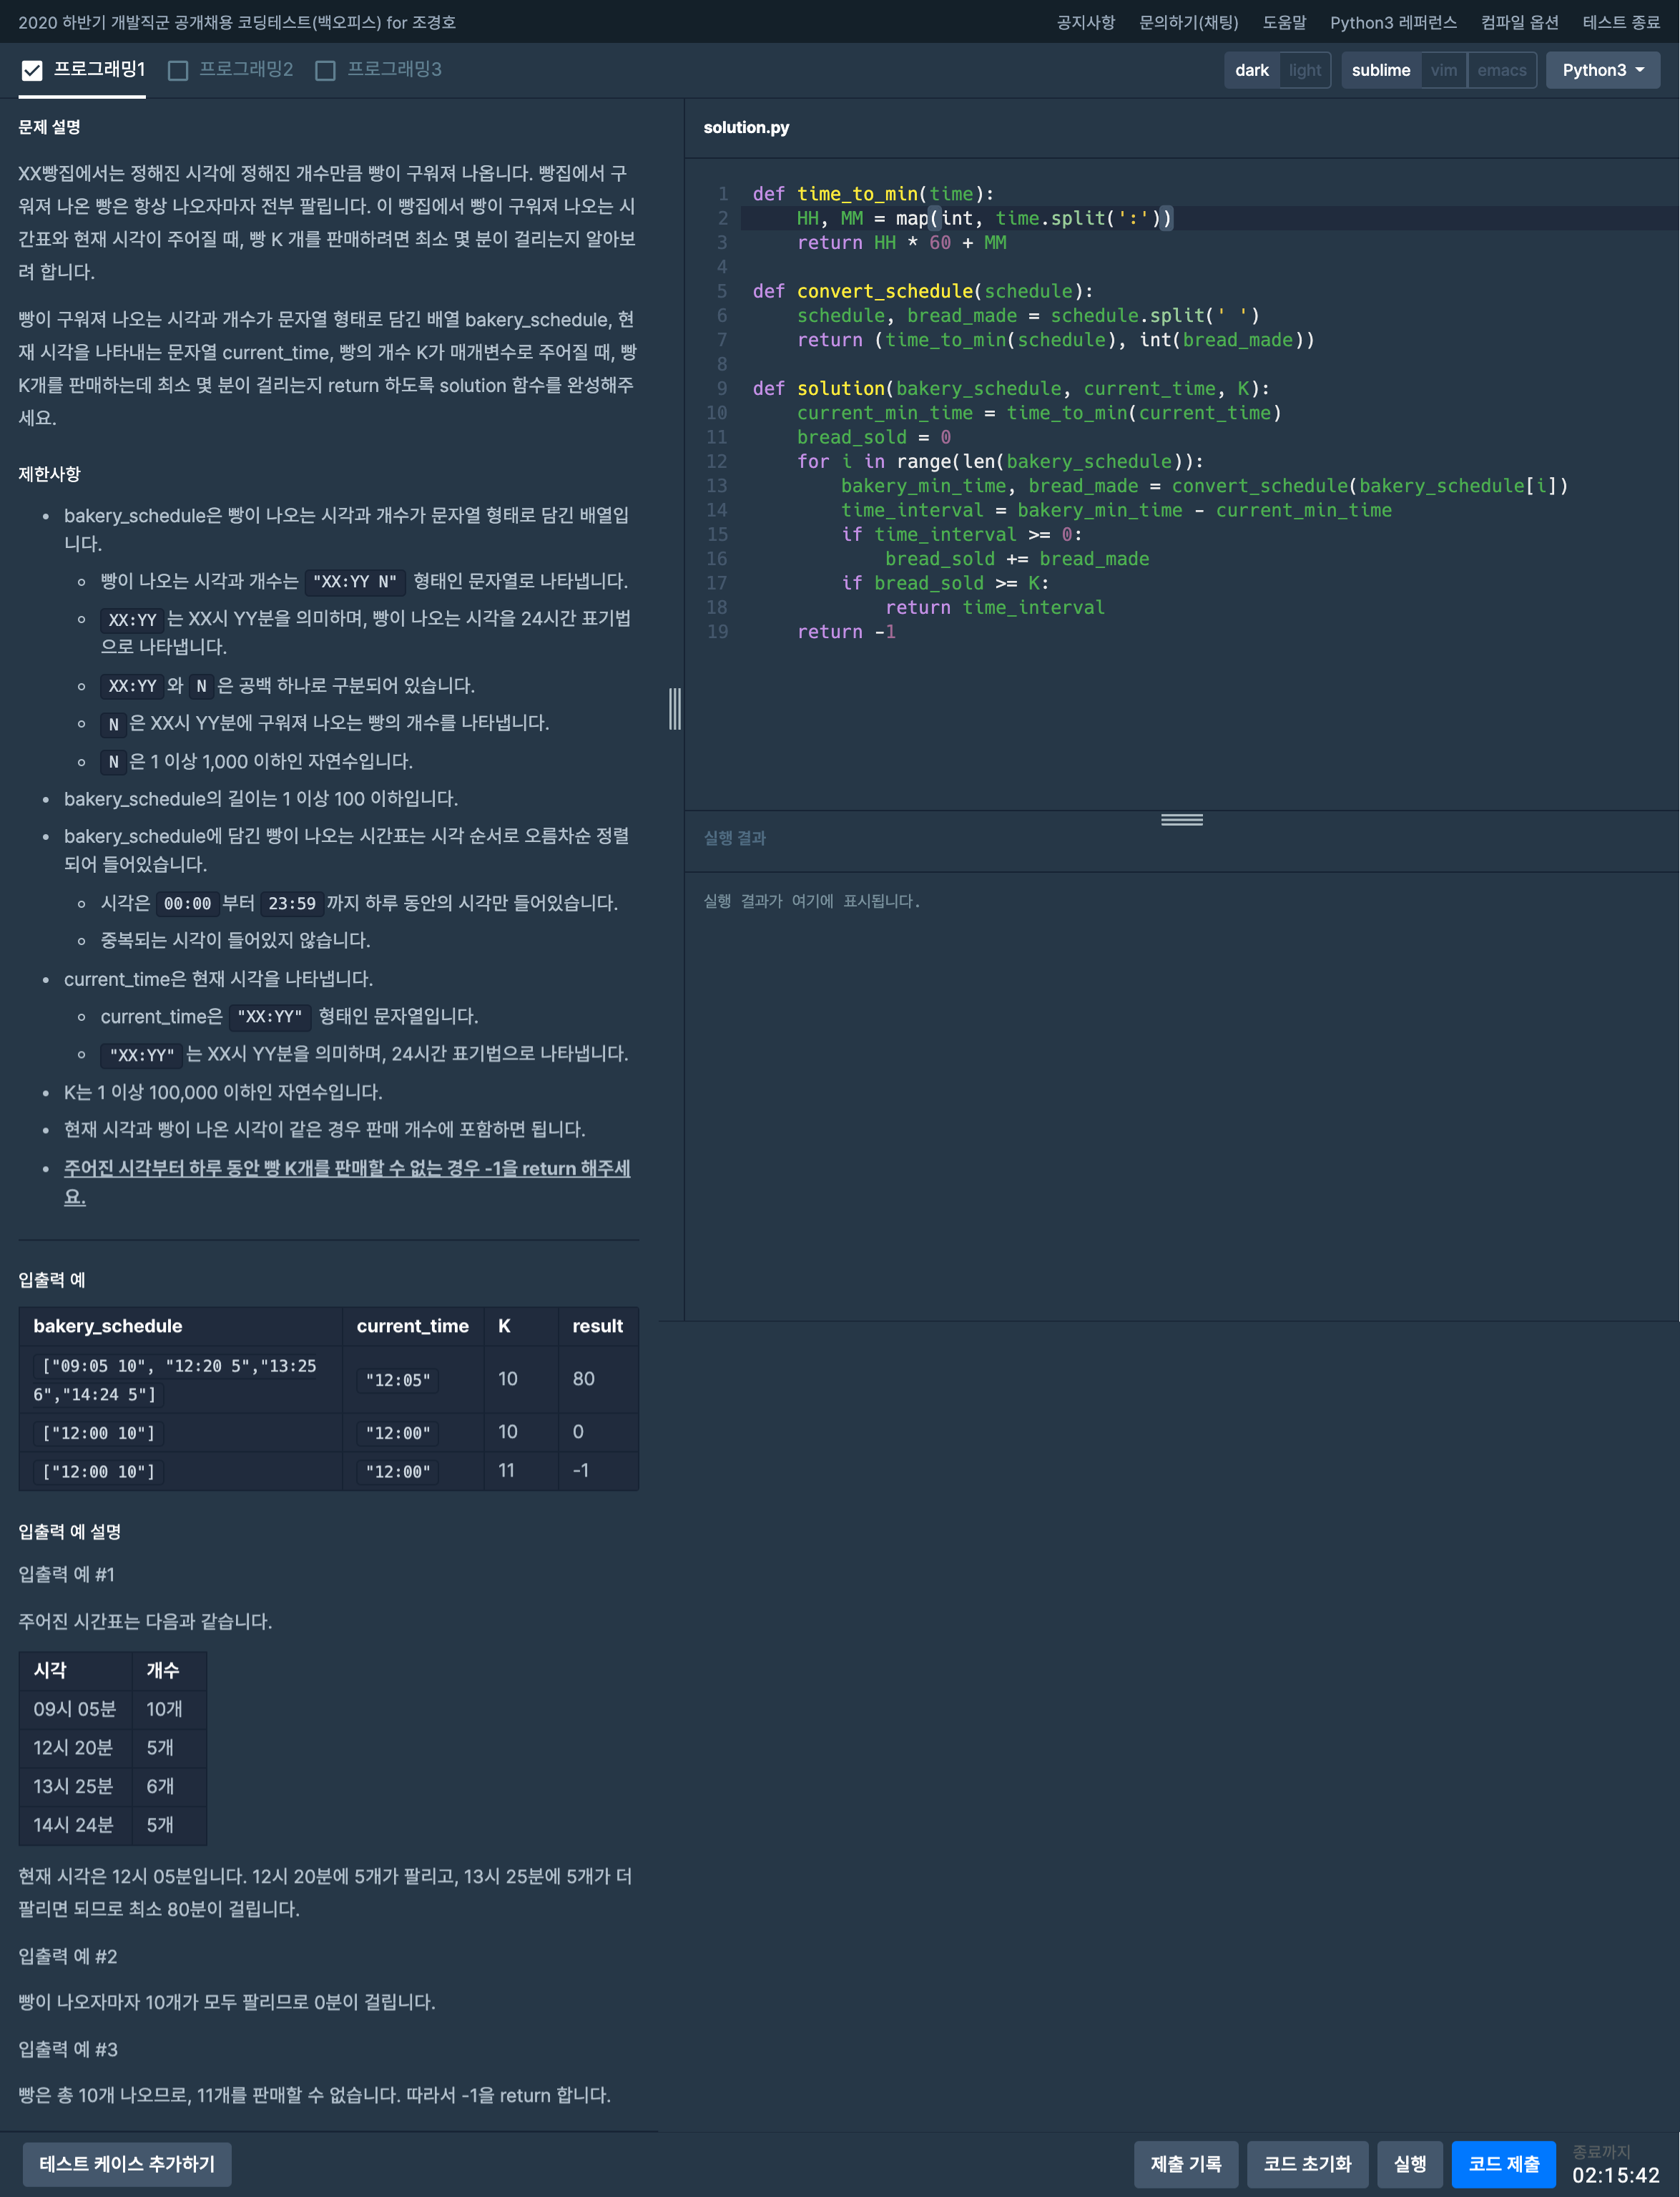 2020 하반기 개발직군 공개채용 코딩테스트(백오피스) for 조경호
공지사항 문의하기(채팅) 도움말 Python3 레퍼런스 컴파일 옵션 테스트 종료
프로그래밍1 프로그래밍2 프로그래밍3
dark light sublime vim emacs Python3
문제 설명
XX빵집에서는 정해진 시각에 정해진 개수만큼 빵이 구워져 나옵니다. 빵집에서 구
워져 나온 빵은 항상 나오자마자 전부 팔립니다. 이 빵집에서 빵이 구워져 나오는 시
간표와 현재 시각이 주어질 때, 빵 K 개를 판매하려면 최소 몇 분이 걸리는지 알아보
려 합니다.
빵이 구워져 나오는 시각과 개수가 문자열 형태로 담긴 배열 bakery_schedule, 현
재 시각을 나타내는 문자열 current_time, 빵의 개수 K가 매개변수로 주어질 때, 빵
K개를 판매하는데 최소 몇 분이 걸리는지 return 하도록 solution 함수를 완성해주
세요.
제한사항
• bakery_schedule은 빵이 나오는 시각과 개수가 문자열 형태로 담긴 배열입
니다.
◦ 빵이 나오는 시각과 개수는 "XX:YY N" 형태인 문자열로 나타냅니다.
◦ XX:YY 는 XX시 YY분을 의미하며, 빵이 나오는 시각을 24시간 표기법
으로 나타냅니다.
◦ XX:YY 와 N 은 공백 하나로 구분되어 있습니다.
◦ N 은 XX시 YY분에 구워져 나오는 빵의 개수를 나타냅니다.
◦ N 은 1 이상 1,000 이하인 자연수입니다.
• bakery_schedule의 길이는 1 이상 100 이하입니다.
• bakery_schedule에 담긴 빵이 나오는 시간표는 시각 순서로 오름차순 정렬
되어 들어있습니다.
◦ 시각은 00:00 부터 23:59 까지 하루 동안의 시각만 들어있습니다.
◦ 중복되는 시각이 들어있지 않습니다.
• current_time은 현재 시각을 나타냅니다.
◦ current_time은 "XX:YY" 형태인 문자열입니다.
◦ "XX:YY" 는 XX시 YY분을 의미하며, 24시간 표기법으로 나타냅니다.
• K는 1 이상 100,000 이하인 자연수입니다.
• 현재 시각과 빵이 나온 시각이 같은 경우 판매 개수에 포함하면 됩니다.
• 주어진 시각부터 하루 동안 빵 K개를 판매할 수 없는 경우 -1을 return 해주세
요.
입출력 예
bakery_schedule current_time K result
["09:05 10", "12:20 5","13:25
6","14:24 5"] "12:05" 10 80
["12:00 10"] "12:00" 10 0
["12:00 10"] "12:00" 11 -1
입출력 예 설명
입출력 예 #1
주어진 시간표는 다음과 같습니다.
시각 개수
09시 05분 10개
12시 20분 5개
13시 25분 6개
14시 24분 5개
현재 시각은 12시 05분입니다. 12시 20분에 5개가 팔리고, 13시 25분에 5개가 더
팔리면 되므로 최소 80분이 걸립니다.
입출력 예 #2
빵이 나오자마자 10개가 모두 팔리므로 0분이 걸립니다.
입출력 예 #3
빵은 총 10개 나오므로, 11개를 판매할 수 없습니다. 따라서 -1을 return 합니다.
solution.py
1 def time_to_min(time):
2     HH, MM = map(int, time.split(':'))
3     return HH * 60 + MM
4
5 def convert_schedule(schedule):
6     schedule, bread_made = schedule.split(' ')
7     return (time_to_min(schedule), int(bread_made))
8
9 def solution(bakery_schedule, current_time, K):
10     current_min_time = time_to_min(current_time)
11     bread_sold = 0
12     for i in range(len(bakery_schedule)):
13         bakery_min_time, bread_made = convert_schedule(bakery_schedule[i])
14         time_interval = bakery_min_time - current_min_time
15         if time_interval >= 0:
16             bread_sold += bread_made
17         if bread_sold >= K:
18             return time_interval
19     return -1
실행 결과
실행 결과가 여기에 표시됩니다.
테스트 케이스 추가하기
제출 기록 코드 초기화 실행 코드 제출
종료까지
02:15:42